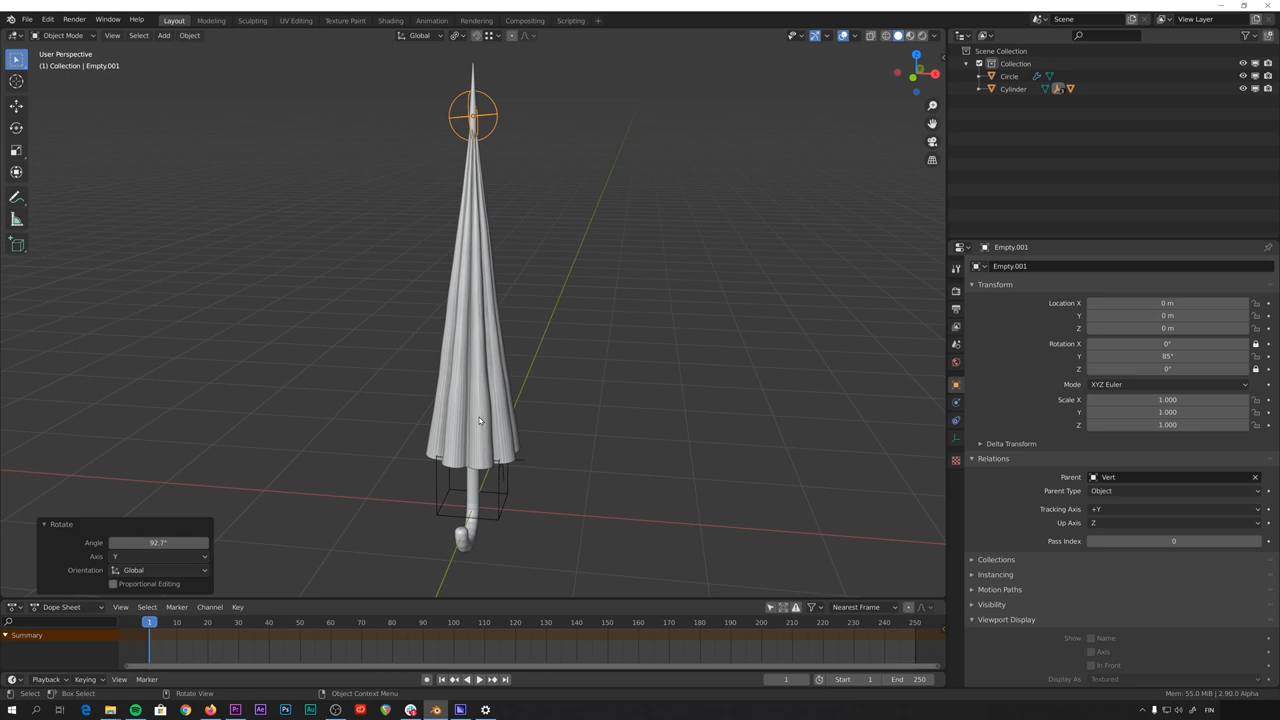 File Edit Render Window Help Layout Modeling Sculpting UV Editing Texture Paint Shading Animation Rendering Compositing Scripting + Scene View Layer
Object Mode View Select Add Object Global
User Perspective
(1) Collection | Empty.001
Scene Collection
Collection
Circle
Cylinder
Z
X
Empty.001
Empty.001
Transform
Location X 0 m
Y 0 m
Z 0 m
Rotation X 0°
Y 85°
Z 0°
Mode XYZ Euler
Scale X 1.000
Y 1.000
Z 1.000
Delta Transform
Relations
Parent Vert
Parent Type Object
Tracking Axis +Y
Up Axis Z
Pass Index 0
Collections
Instancing
Motion Paths
Visibility
Viewport Display
Show Name
Axis
In Front
Display As Textured
Rotate
Angle 92.7°
Axis Y
Orientation Global
Proportional Editing
Dope Sheet View Select Marker Channel Key Nearest Frame
1 10 20 30 40 50 60 70 80 90 100 110 120 130 140 150 160 170 180 190 200 210 220 230 240 250
Summary
Playback Keying View Marker 1 Start 1 End 250
Select Box Select Rotate View Object Context Menu Mem: 55.0 MiB | 2.90.0 Alpha
Pr Ae Ps Au FIN